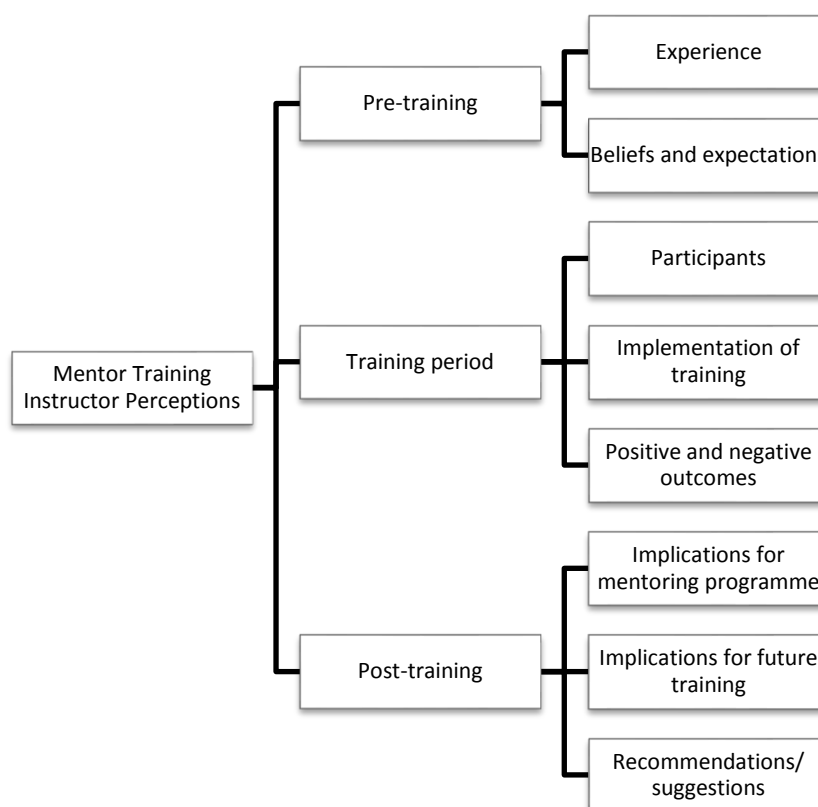 Experience
Pre-training
Beliefs and expectation
Participants
Mentor Training
Instructor Perceptions
Training period
Implementation of
training
Positive and negative
outcomes
Implications for
mentoring programme
Post-training
Implications for future
training
Recommendations/
suggestions